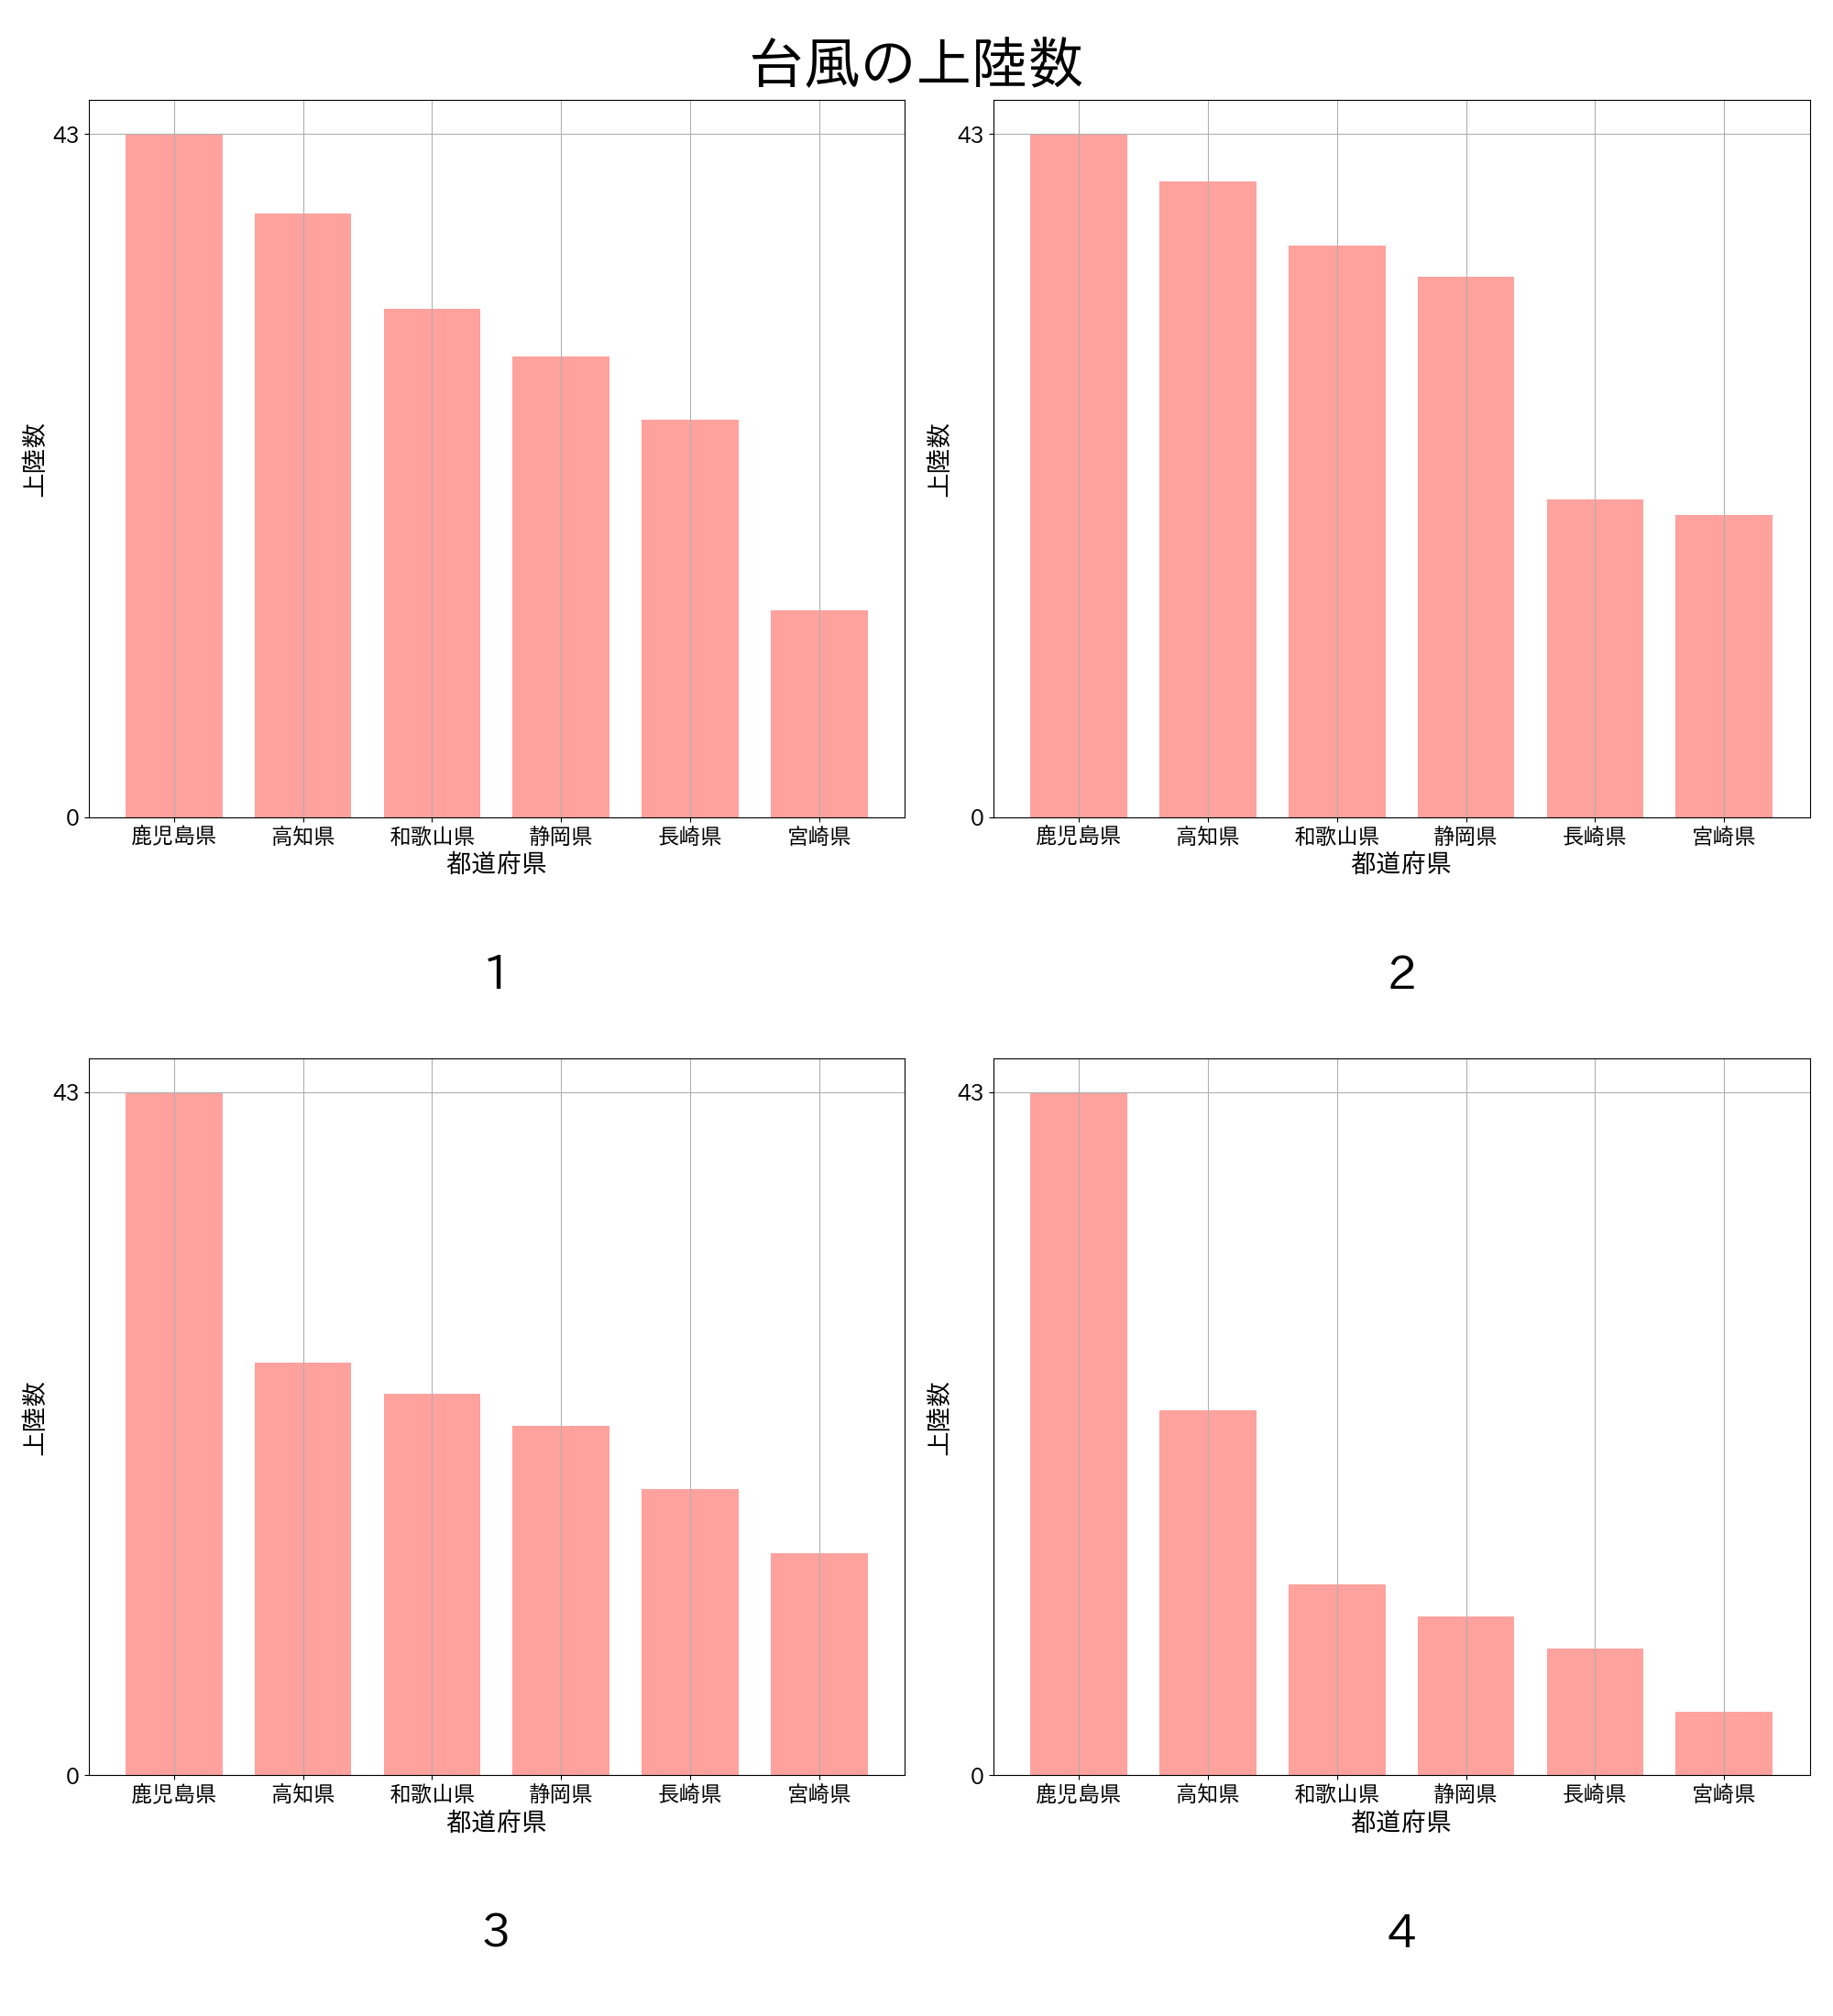 台風の上陸数
43
0
上陸数
鹿児島県 高知県 和歌山県 静岡県 長崎県 宮崎県
都道府県
1
43
0
上陸数
鹿児島県 高知県 和歌山県 静岡県 長崎県 宮崎県
都道府県
2
43
0
上陸数
鹿児島県 高知県 和歌山県 静岡県 長崎県 宮崎県
都道府県
3
43
0
上陸数
鹿児島県 高知県 和歌山県 静岡県 長崎県 宮崎県
都道府県
4